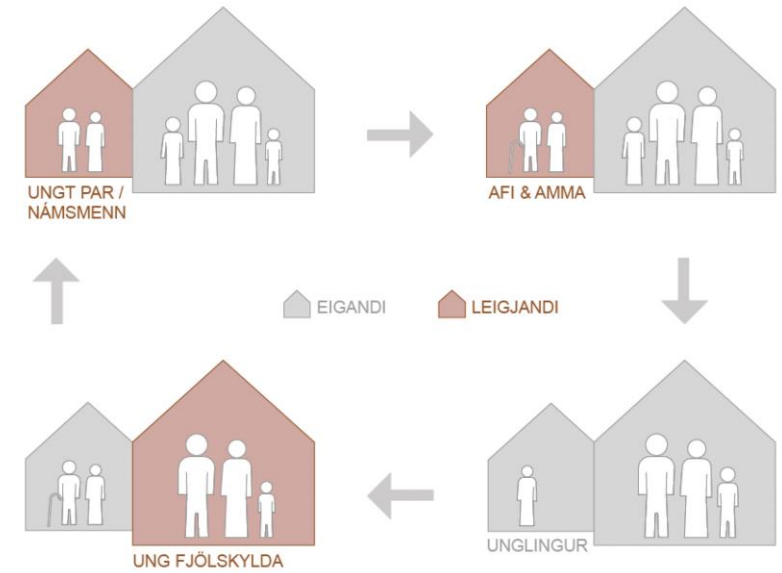 UNGT PAR /
NÁMSMENN
AFI & AMMA
EIGANDI
LEIGJANDI
UNG FJÖLSKYLDA
UNGLINGUR